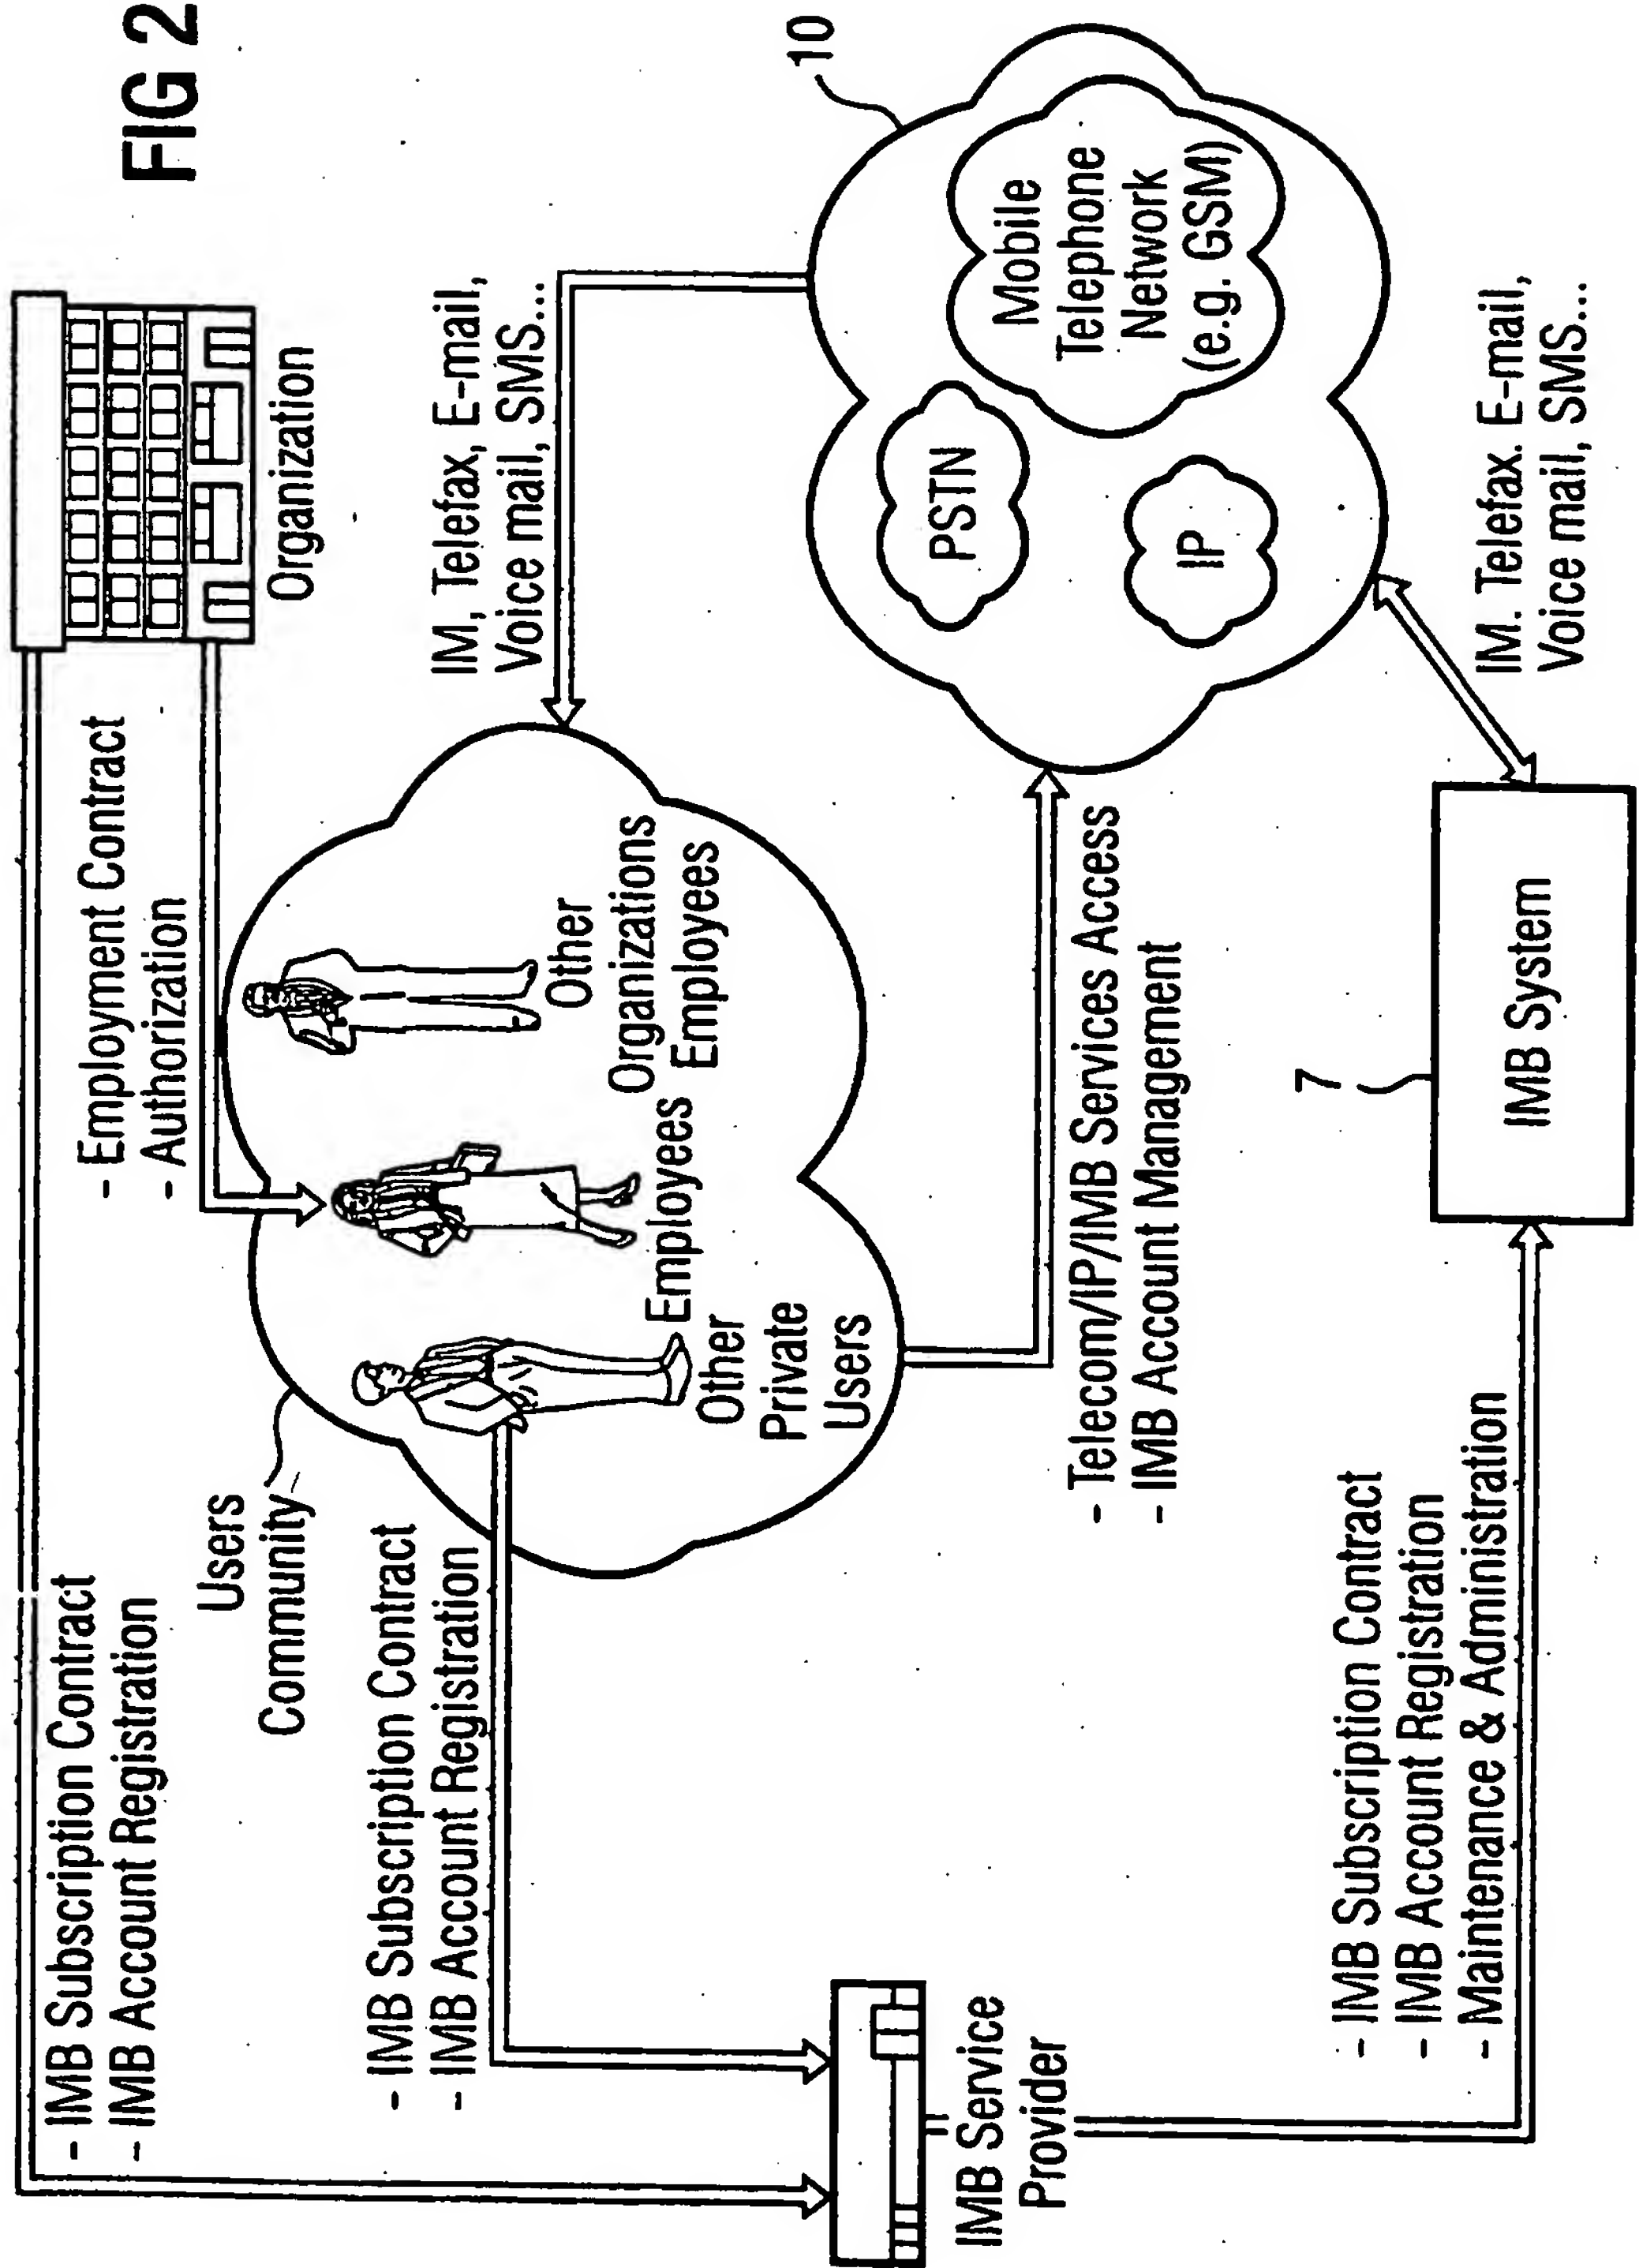 FIG 2
- IMB Subscription Contract
- IMB Account Registration
- Employment Contract
- Authorization
Organization
Users
Community
- IMB Subscription Contract
- IMB Account Registration
Other
Private
Users
Employees
Other
Organizations
Employees
IM, Telefax, E-mail,
Voice mail, SMS...
10
PSTN
IP
Mobile
Telephone
Network
(e.g. GSM)
- Telecom/IP/IMB Services Access
- IMB Account Management
IMB Service
Provider
- IMB Subscription Contract
- IMB Account Registration
- Maintenance & Administration
7
IMB System
IM. Telefax. E-mail,
Voice mail, SMS...